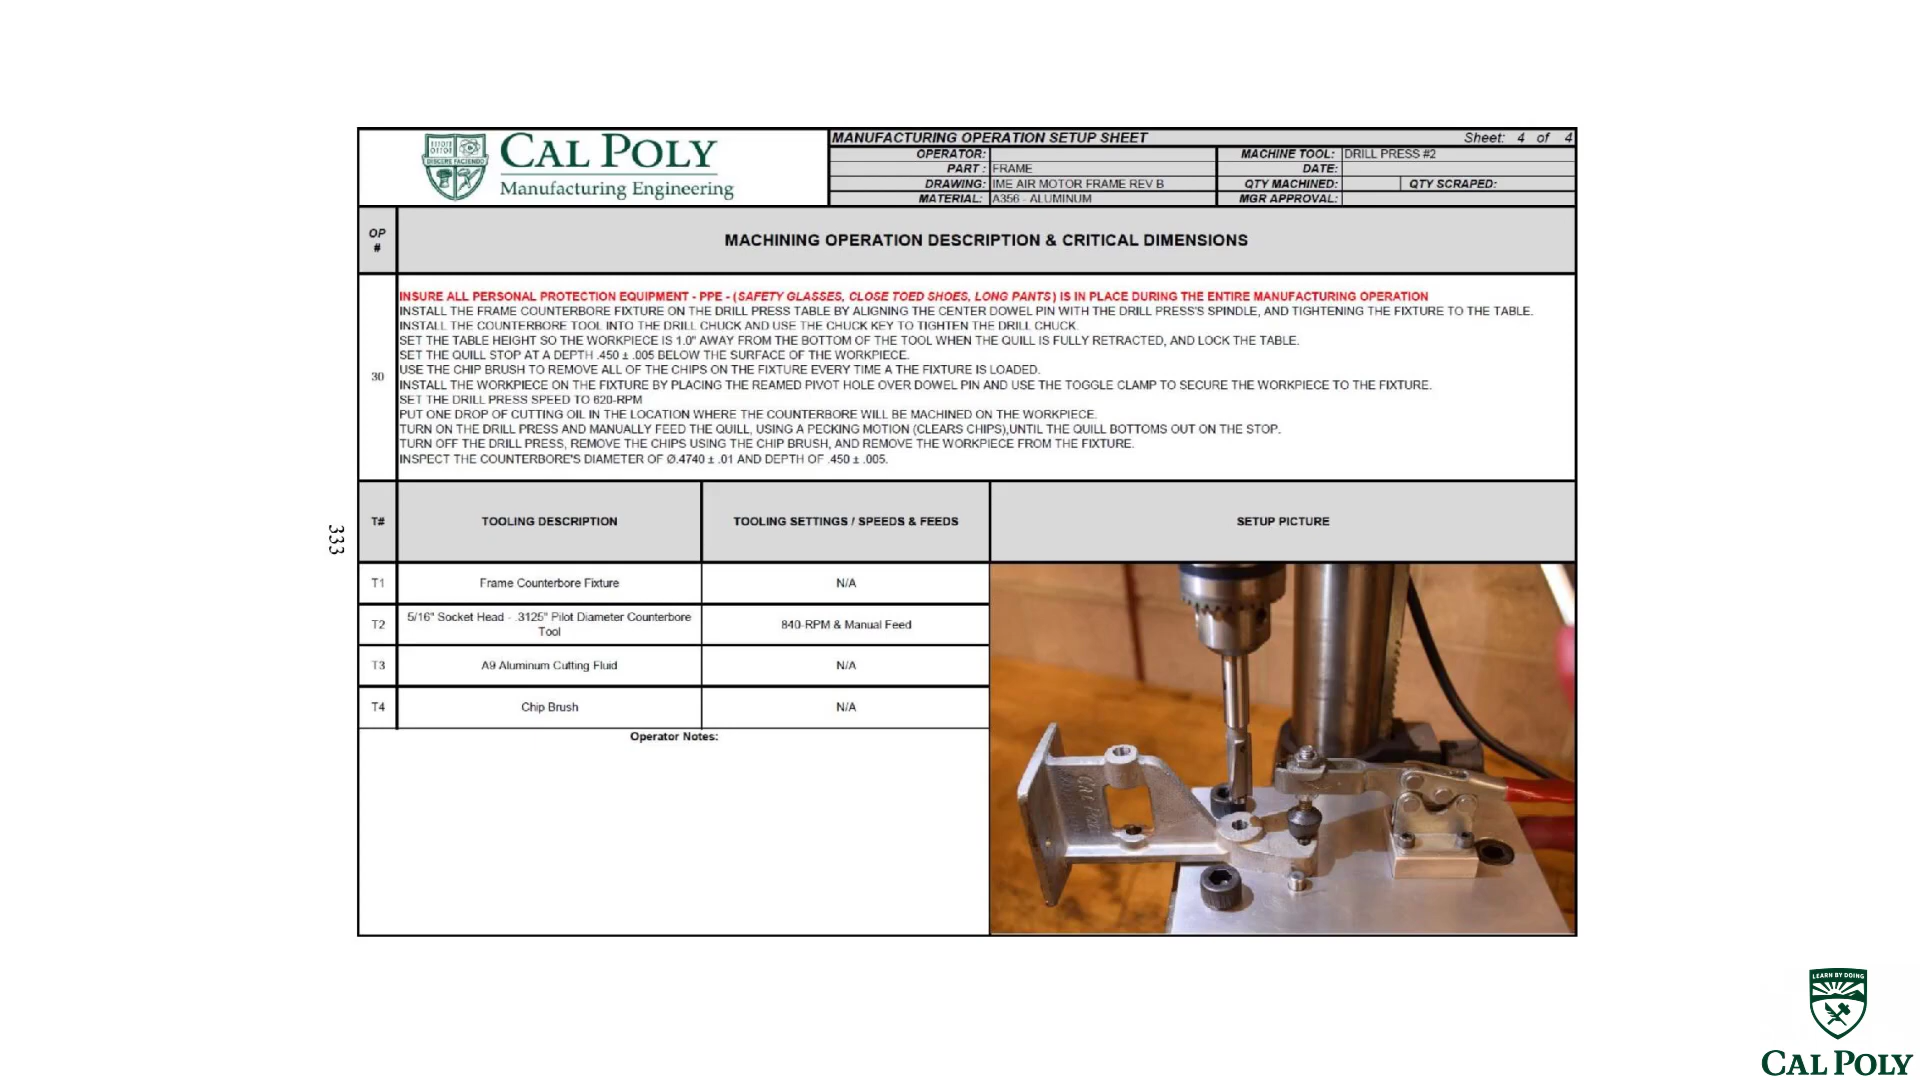 CAL POLY
Manufacturing Engineering
DISCERE FACIENDO
MANUFACTURING OPERATION SETUP SHEET Sheet: 4 of 4
OPERATOR: MACHINE TOOL: DRILL PRESS #2
PART : FRAME DATE:
DRAWING: IME AIR MOTOR FRAME REV B QTY MACHINED: QTY SCRAPED:
MATERIAL: A356 - ALUMINUM MGR APPROVAL:
OP
#
MACHINING OPERATION DESCRIPTION & CRITICAL DIMENSIONS
30
INSURE ALL PERSONAL PROTECTION EQUIPMENT - PPE - (SAFETY GLASSES, CLOSE TOED SHOES, LONG PANTS) IS IN PLACE DURING THE ENTIRE MANUFACTURING OPERATION
INSTALL THE FRAME COUNTERBORE FIXTURE ON THE DRILL PRESS TABLE BY ALIGNING THE CENTER DOWEL PIN WITH THE DRILL PRESS'S SPINDLE, AND TIGHTENING THE FIXTURE TO THE TABLE.
INSTALL THE COUNTERBORE TOOL INTO THE DRILL CHUCK AND USE THE CHUCK KEY TO TIGHTEN THE DRILL CHUCK.
SET THE TABLE HEIGHT SO THE WORKPIECE IS 1.0" AWAY FROM THE BOTTOM OF THE TOOL WHEN THE QUILL IS FULLY RETRACTED, AND LOCK THE TABLE.
SET THE QUILL STOP AT A DEPTH .450 ± .005 BELOW THE SURFACE OF THE WORKPIECE.
USE THE CHIP BRUSH TO REMOVE ALL OF THE CHIPS ON THE FIXTURE EVERY TIME A THE FIXTURE IS LOADED.
INSTALL THE WORKPIECE ON THE FIXTURE BY PLACING THE REAMED PIVOT HOLE OVER DOWEL PIN AND USE THE TOGGLE CLAMP TO SECURE THE WORKPIECE TO THE FIXTURE.
SET THE DRILL PRESS SPEED TO 620-RPM
PUT ONE DROP OF CUTTING OIL IN THE LOCATION WHERE THE COUNTERBORE WILL BE MACHINED ON THE WORKPIECE.
TURN ON THE DRILL PRESS AND MANUALLY FEED THE QUILL, USING A PECKING MOTION (CLEARS CHIPS),UNTIL THE QUILL BOTTOMS OUT ON THE STOP.
TURN OFF THE DRILL PRESS, REMOVE THE CHIPS USING THE CHIP BRUSH, AND REMOVE THE WORKPIECE FROM THE FIXTURE.
INSPECT THE COUNTERBORE'S DIAMETER OF Ø.4740 ± .01 AND DEPTH OF .450 ± .005.
T# TOOLING DESCRIPTION TOOLING SETTINGS / SPEEDS & FEEDS SETUP PICTURE
T1 Frame Counterbore Fixture N/A
T2 5/16" Socket Head - .3125" Pilot Diameter Counterbore
Tool 840-RPM & Manual Feed
T3 A9 Aluminum Cutting Fluid N/A
T4 Chip Brush N/A
Operator Notes:
CAL POLY
333
LEARN BY DOING
CAL POLY